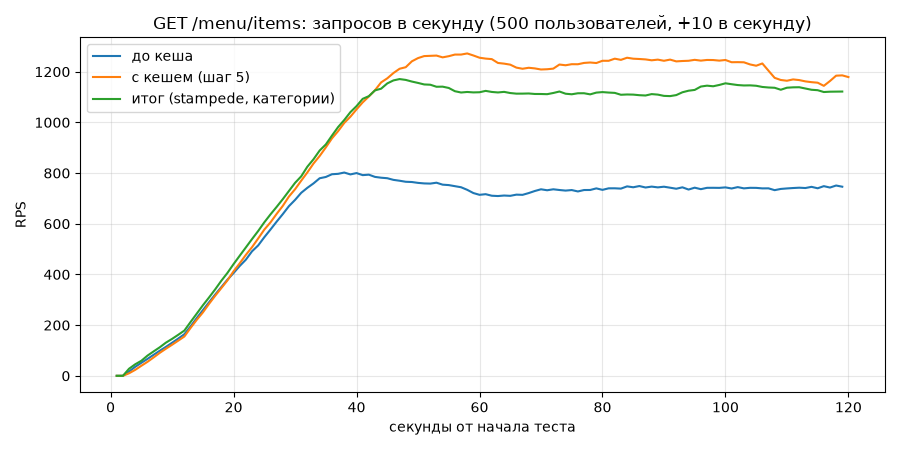 GET /menu/items: запросов в секунду (500 пользователей, +10 в секунду)
до кеша
с кешем (шаг 5)
итог (stampede, категории)
RPS
1200
1000
800
600
400
200
0
0 20 40 60 80 100 120
секунды от начала теста